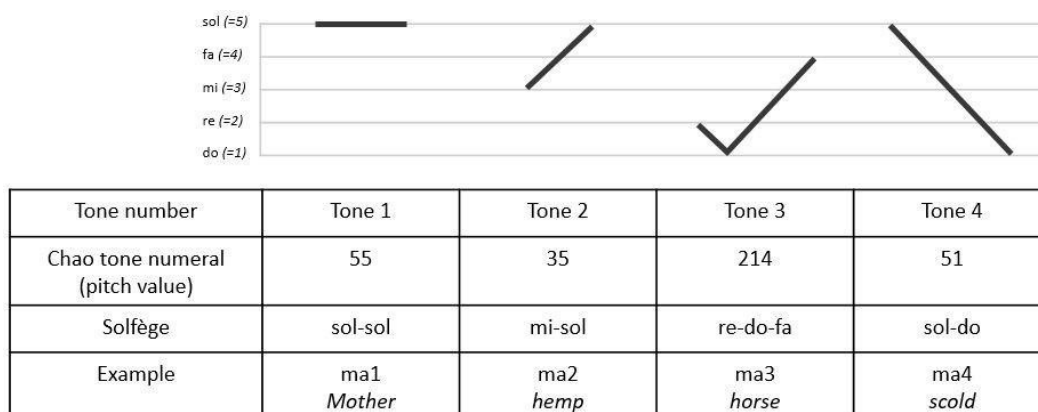 sol (=5)
fa (=4)
mi (=3)
re (=2)
do (=1)
Tone number Tone 1 Tone 2 Tone 3 Tone 4
Chao tone numeral 55 35 214 51
(pitch value)
Solfège sol-sol mi-sol re-do-fa sol-do
Example ma1 ma2 ma3 ma4
Mother hemp horse scold